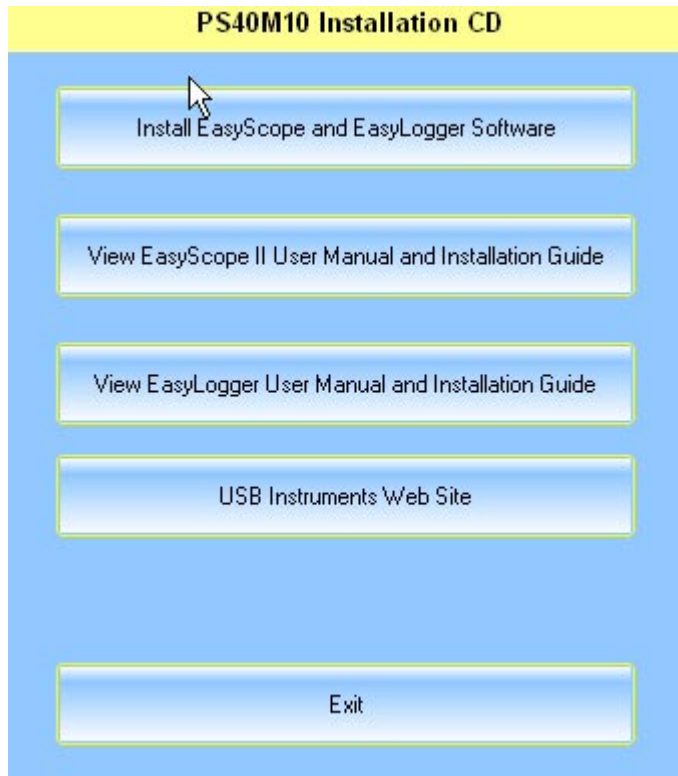 PS40M10 Installation CD
Install EasyScope and EasyLogger Software
View EasyScope II User Manual and Installation Guide
View EasyLogger User Manual and Installation Guide
USB Instruments Web Site
Exit